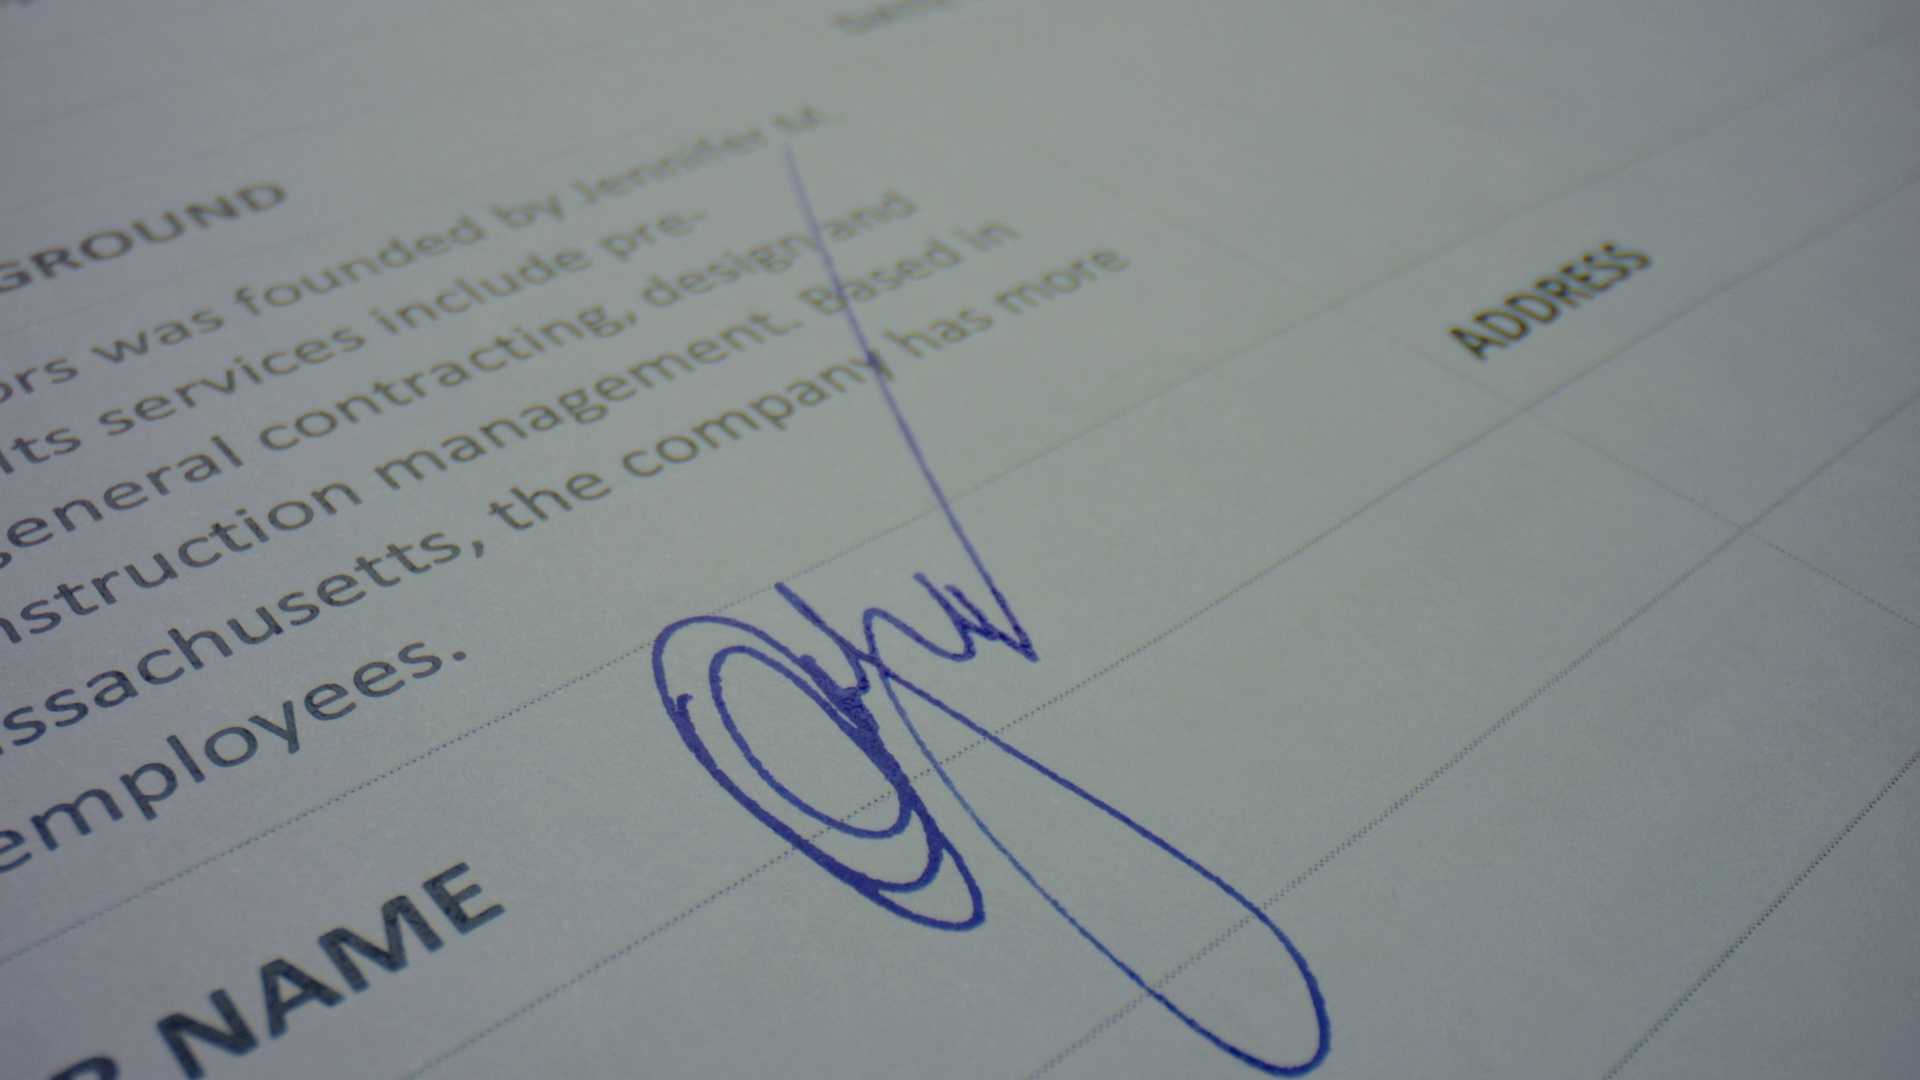 GROUND
ors was founded by Jennifer M.
Its services include pre-
general contracting, design and
nstruction management. Based in
ssachusetts, the company has more
employees.
ADDRESS
R NAME